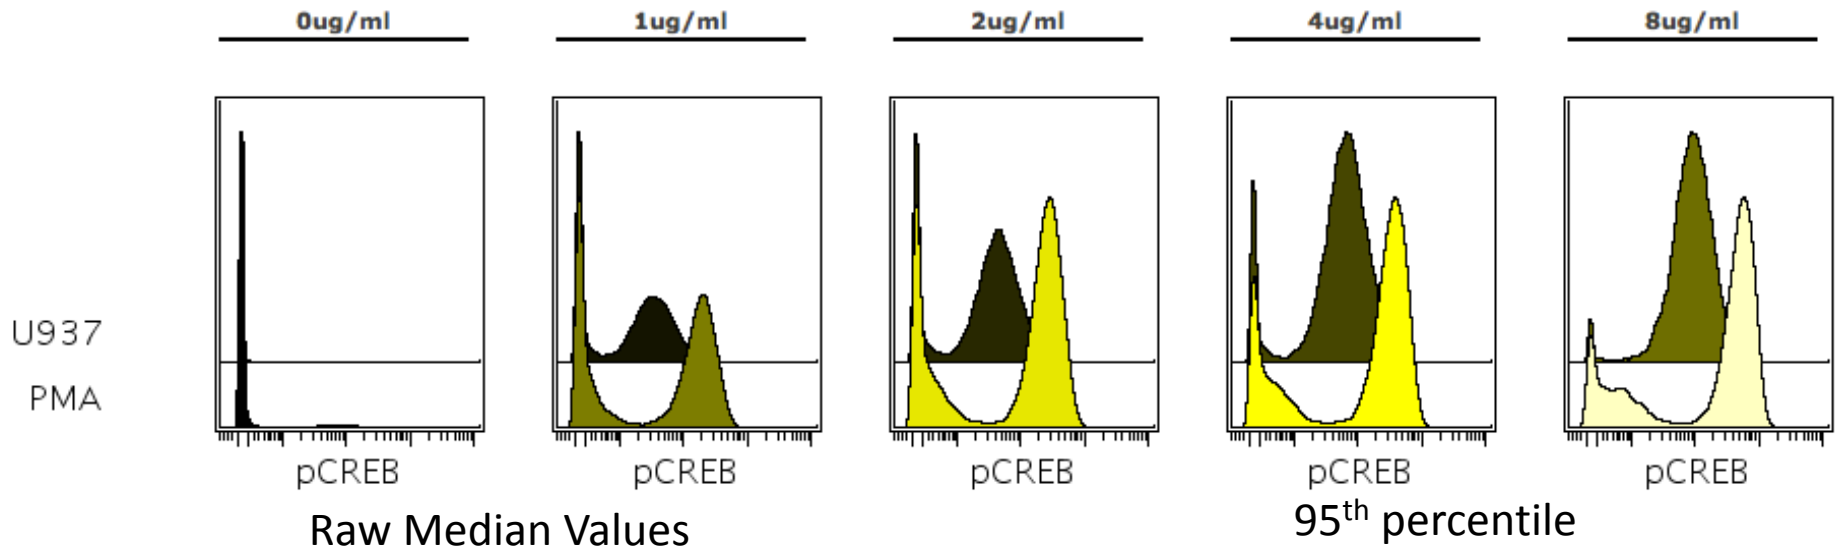 0ug/ml 1ug/ml 2ug/ml 4ug/ml 8ug/ml
U937
PMA
pCREB pCREB pCREB pCREB pCREB
Raw Median Values 95th percentile